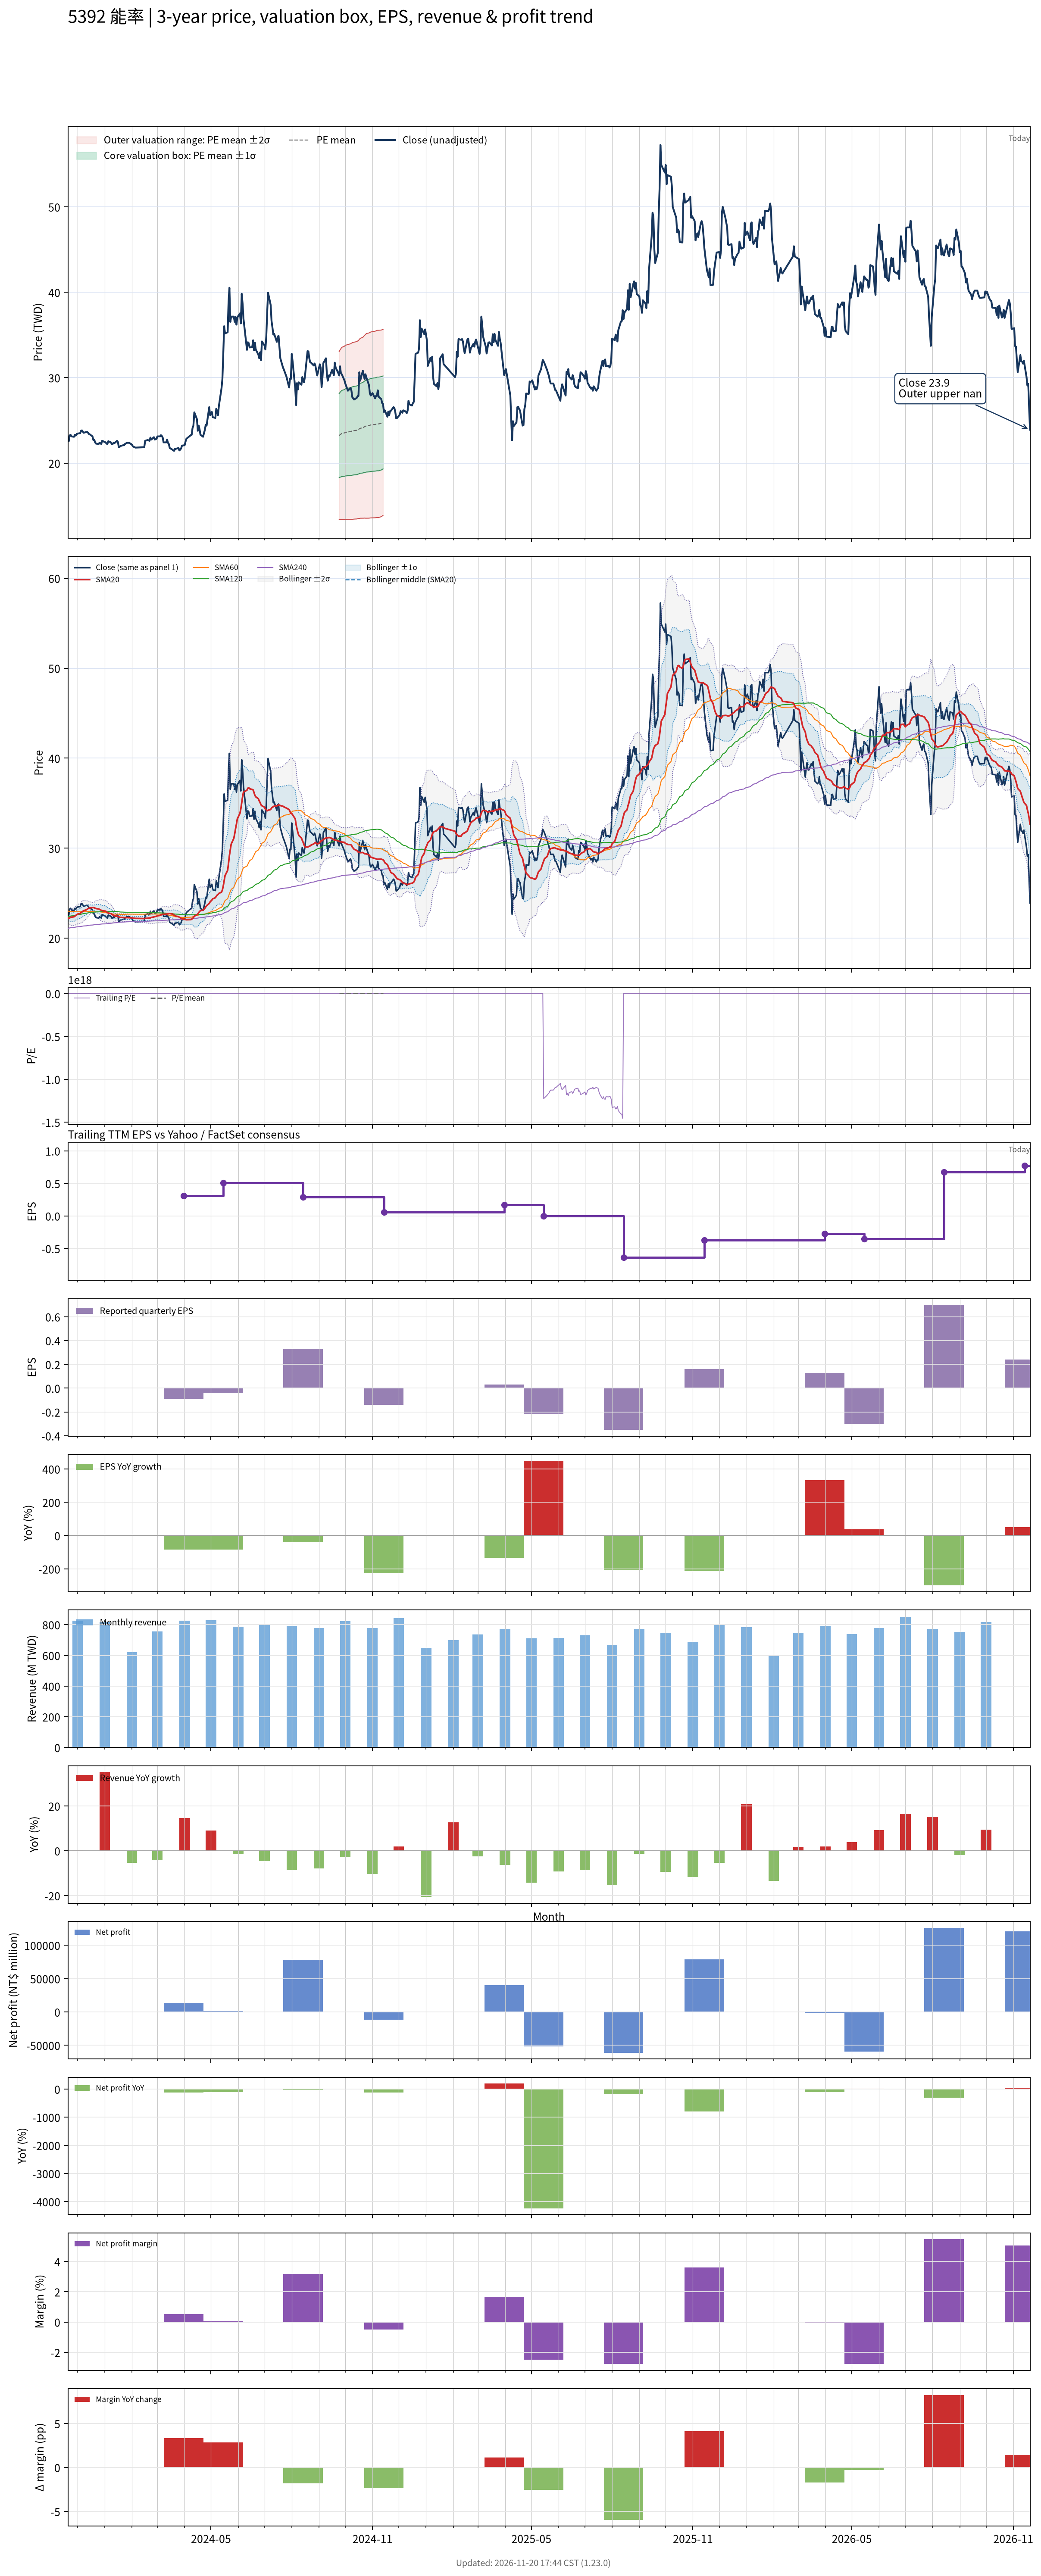 5392 能率 | 3-year price, valuation box, EPS, revenue & profit trend
Outer valuation range: PE mean ±2σ
Core valuation box: PE mean ±1σ
PE mean
Close (unadjusted)
Today
Price (TWD)
50
40
30
20
Close 23.9
Outer upper nan
Close (same as panel 1)
SMA20
SMA60
SMA120
SMA240
Bollinger ±2σ
Bollinger ±1σ
Bollinger middle (SMA20)
Price
60
50
40
30
20
1e18
Trailing P/E
P/E mean
P/E
0.0
-0.5
-1.0
-1.5
Trailing TTM EPS vs Yahoo / FactSet consensus
Today
EPS
1.0
0.5
0.0
-0.5
Reported quarterly EPS
EPS
0.6
0.4
0.2
0.0
-0.2
-0.4
EPS YoY growth
YoY (%)
400
200
0
-200
Monthly revenue
Revenue (M TWD)
800
600
400
200
0
Revenue YoY growth
YoY (%)
20
0
-20
Month
Net profit
Net profit (NT$ million)
100000
50000
0
-50000
Net profit YoY
YoY (%)
0
-1000
-2000
-3000
-4000
Net profit margin
Margin (%)
4
2
0
-2
Margin YoY change
Δ margin (pp)
5
0
-5
2024-05
2024-11
2025-05
2025-11
2026-05
2026-11
Updated: 2026-11-20 17:44 CST (1.23.0)